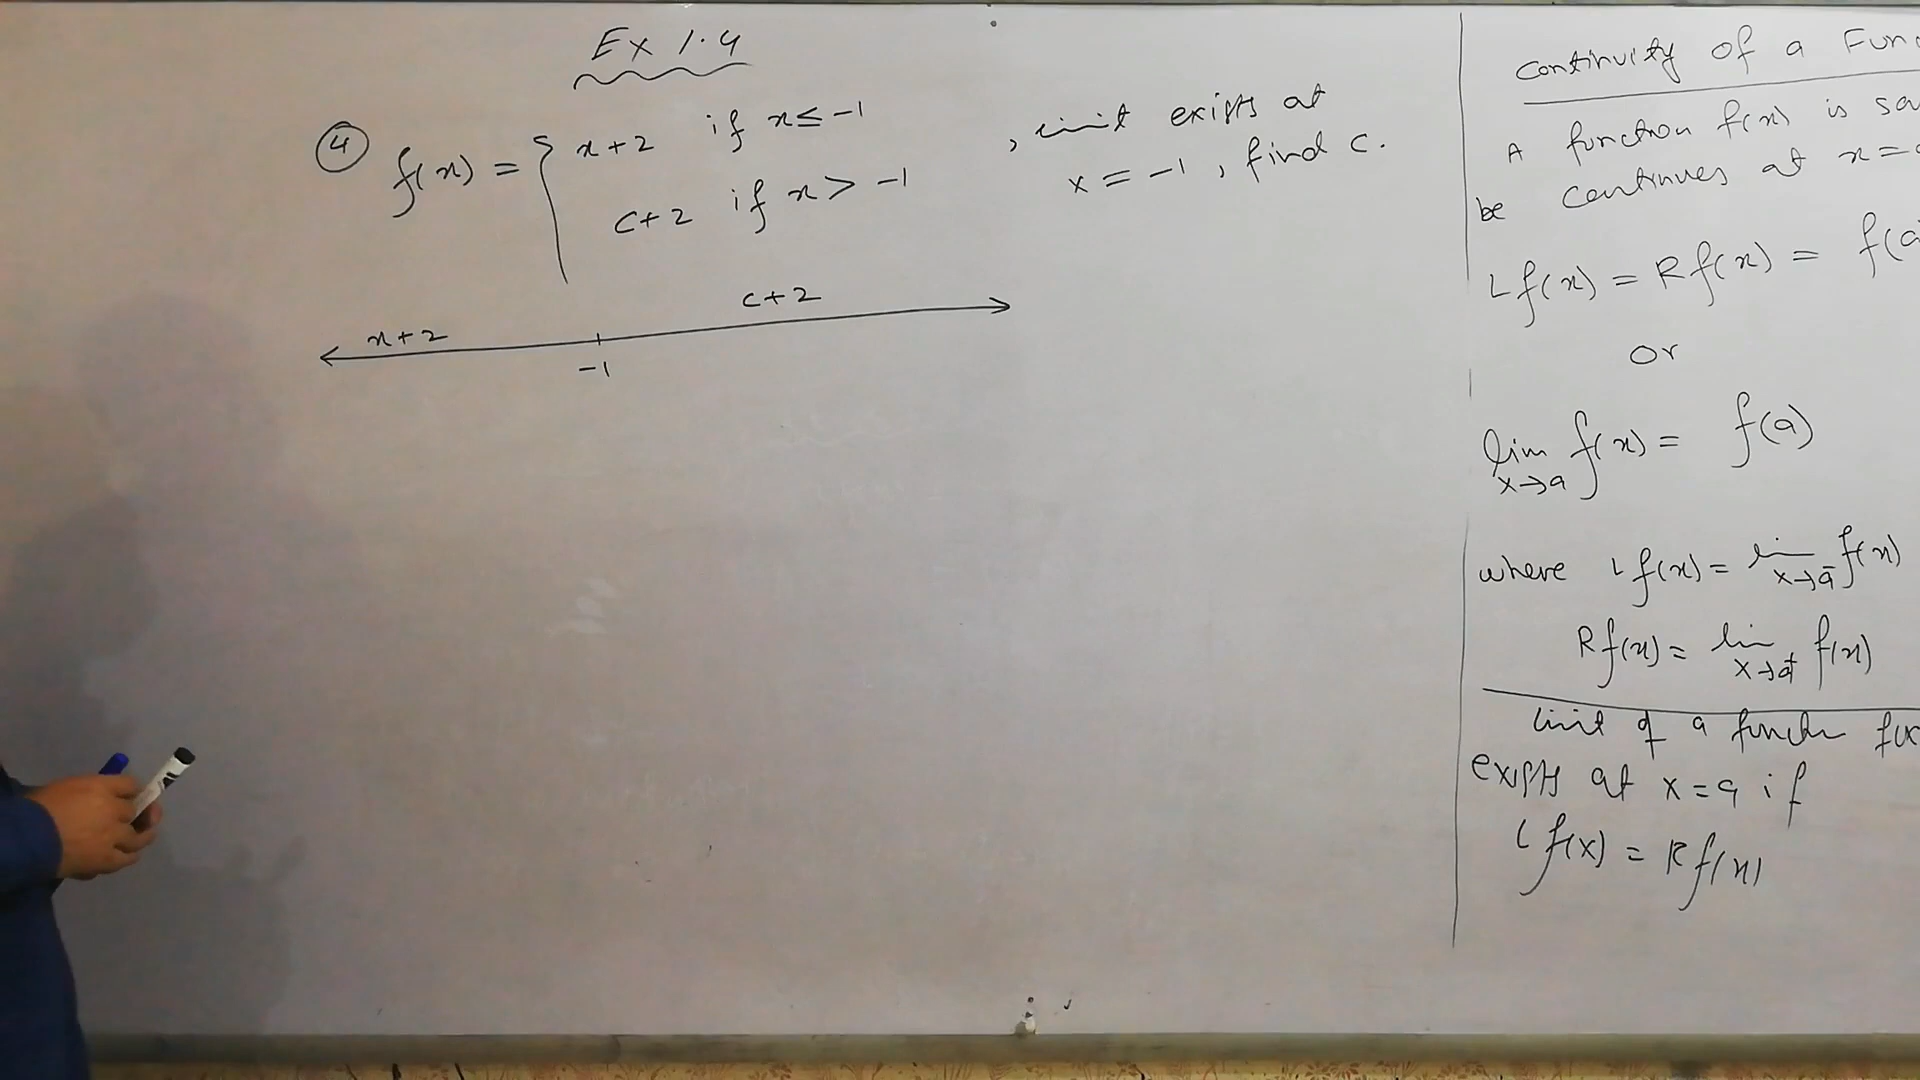 Ex 1.4
④ f(x) = { x+2 if x ≤ -1 , limit exists at
c+2 if x > -1 x = -1 , find c.
x+2 c+2
-1
Continuity of a Func
A function f(x) is sa
be continues at x=
Lf(x) = Rf(x) = f(a
Or
lim f(x) = f(a)
x→a
where Lf(x) = lim f(x)
x→a⁻
Rf(x) = lim f(x)
x→a⁺
limit of a function f(x
exists at x=a if
Lf(x) = Rf(x)